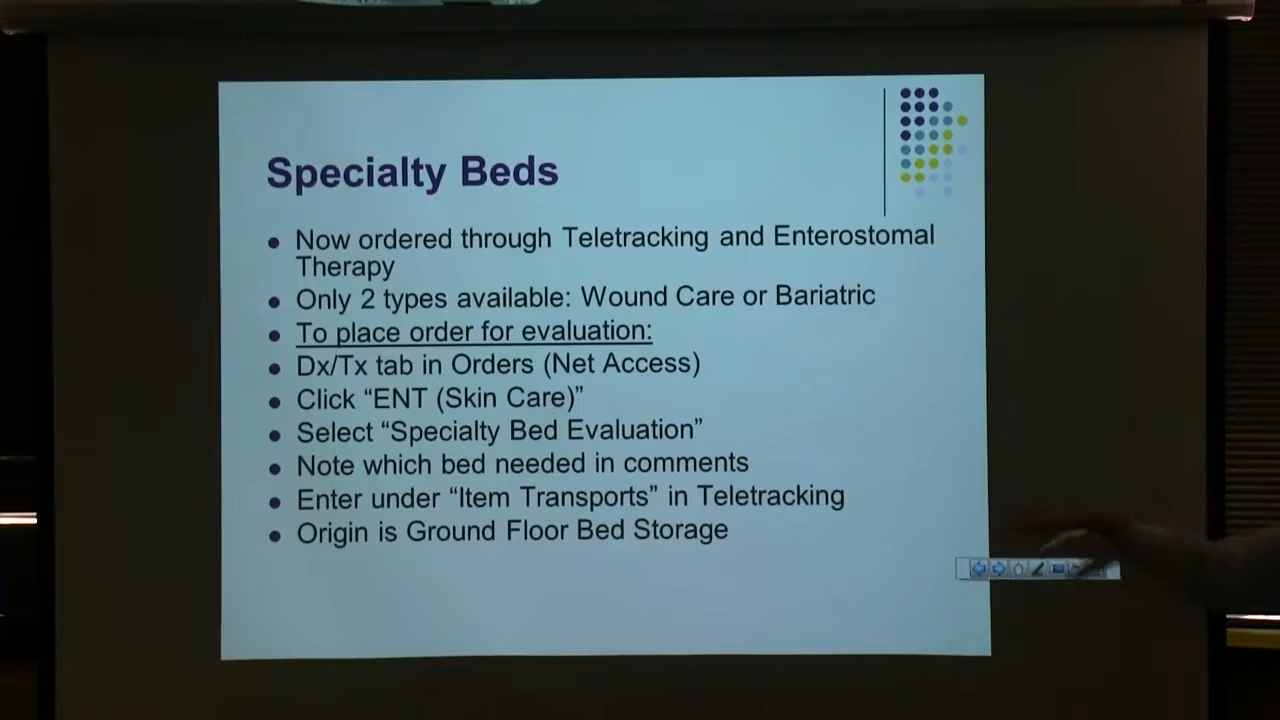 Specialty Beds
Now ordered through Teletracking and Enterostomal
Therapy
Only 2 types available: Wound Care or Bariatric
To place order for evaluation:
Dx/Tx tab in Orders (Net Access)
Click “ENT (Skin Care)”
Select “Specialty Bed Evaluation”
Note which bed needed in comments
Enter under “Item Transports” in Teletracking
Origin is Ground Floor Bed Storage